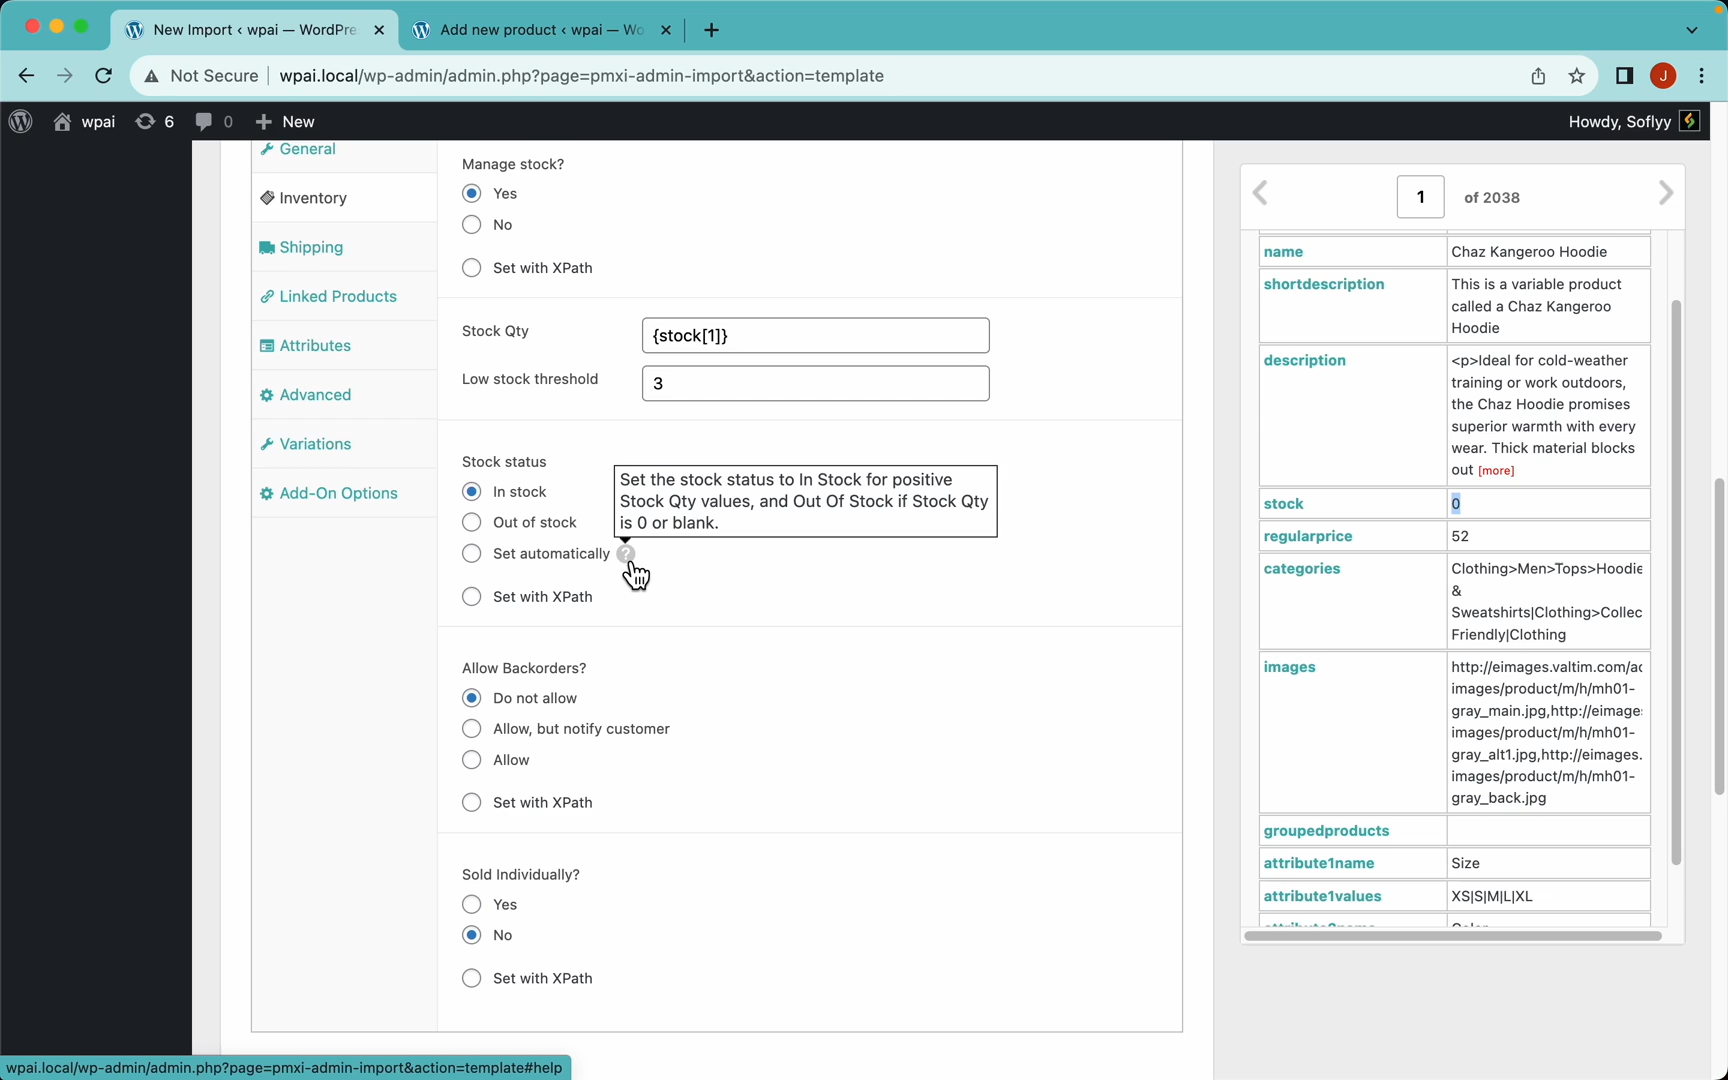 New Import ‹ wpai — WordPre
Add new product ‹ wpai — Wo
Not Secure
wpai.local/wp-admin/admin.php?page=pmxi-admin-import&action=template
J
wpai
6
0
New
Howdy, Soflyy
General
Inventory
Shipping
Linked Products
Attributes
Advanced
Variations
Add-On Options
Manage stock?
Yes
No
Set with XPath
Stock Qty
{stock[1]}
Low stock threshold
3
Stock status
In stock
Out of stock
Set automatically
?
Set the stock status to In Stock for positive
Stock Qty values, and Out Of Stock if Stock Qty
is 0 or blank.
Set with XPath
Allow Backorders?
Do not allow
Allow, but notify customer
Allow
Set with XPath
Sold Individually?
Yes
No
Set with XPath
1 of 2038
name Chaz Kangeroo Hoodie
shortdescription This is a variable product
called a Chaz Kangeroo
Hoodie
description <p>Ideal for cold-weather
training or work outdoors,
the Chaz Hoodie promises
superior warmth with every
wear. Thick material blocks
out [more]
stock 0
regularprice 52
categories Clothing>Men>Tops>Hoodie
&
Sweatshirts|Clothing>Collec
Friendly|Clothing
images http://eimages.valtim.com/ac
images/product/m/h/mh01-
gray_main.jpg,http://eimage
images/product/m/h/mh01-
gray_alt1.jpg,http://eimages.
images/product/m/h/mh01-
gray_back.jpg
groupedproducts
attribute1name Size
attribute1values XS|S|M|L|XL
wpai.local/wp-admin/admin.php?page=pmxi-admin-import&action=template#help